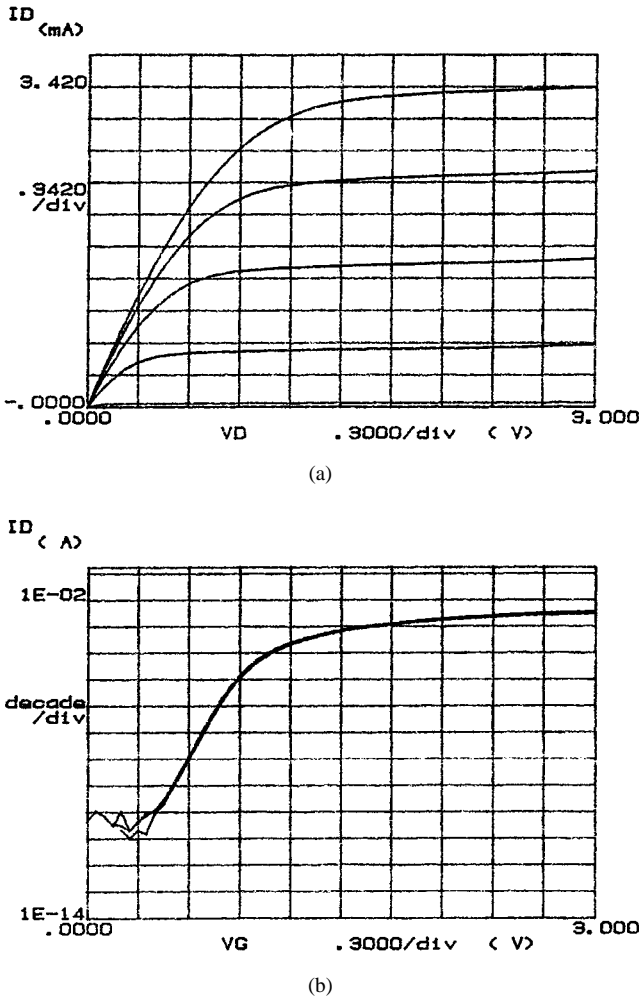 ID
(mA)
3.420
.9420
/div
-.0000
.0000
3.000
VD .3000/div ( V)
(a)
ID
( A)
1E-02
decade
/div
1E-14
.0000
3.000
VG .3000/div ( V)
(b)